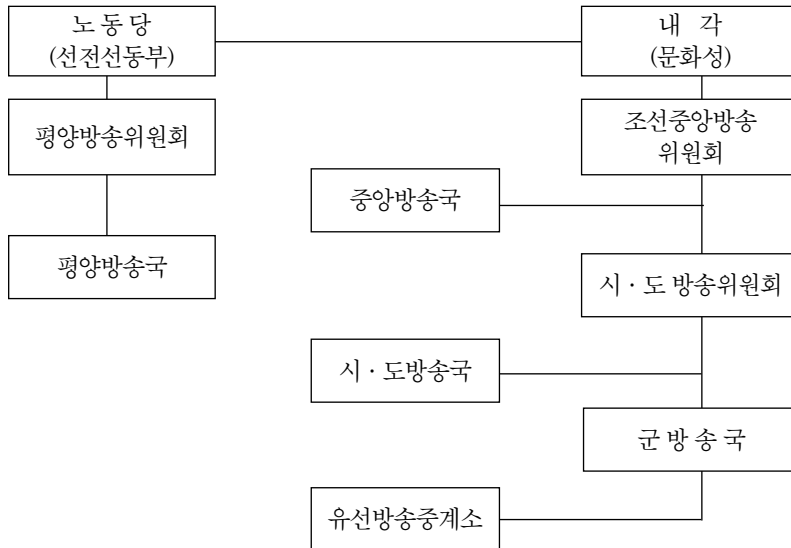 노 동 당
(선전선동부)
내 각
(문화성)
평양방송위원회
조선중앙방송
위원회
중앙방송국
평양방송국
시 · 도 방송위원회
시 · 도방송국
군 방 송 국
유선방송중계소